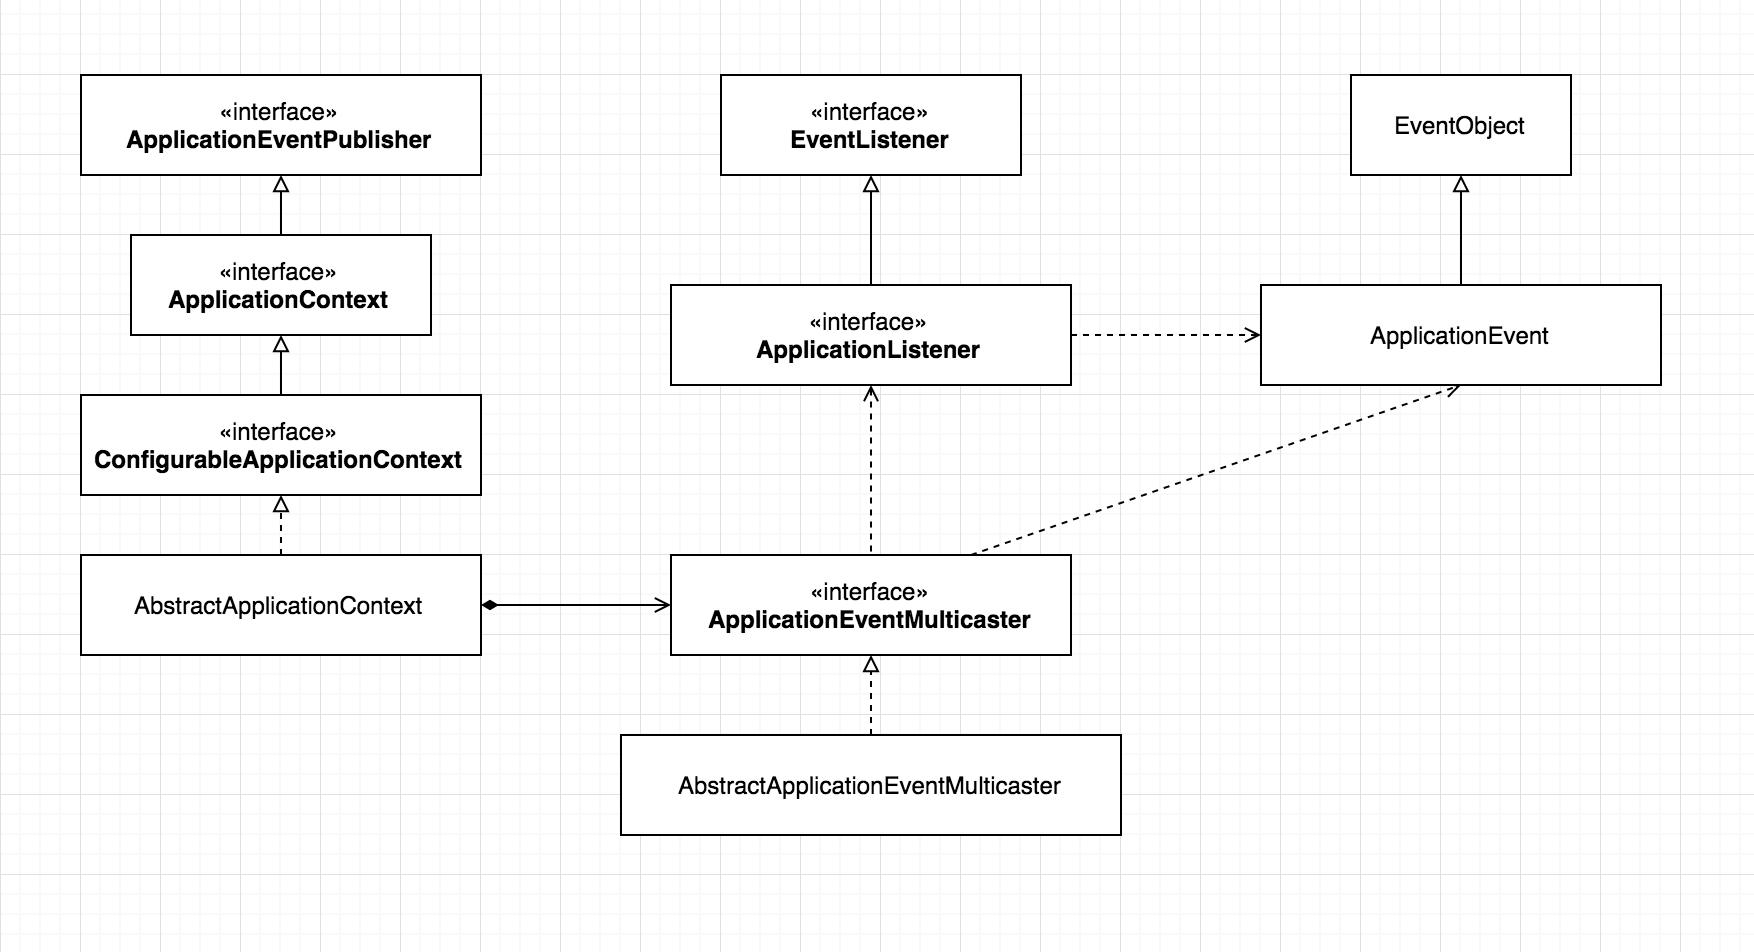 «interface»
ApplicationEventPublisher
«interface»
EventListener
EventObject
«interface»
ApplicationContext
«interface»
ApplicationListener
ApplicationEvent
«interface»
ConfigurableApplicationContext
AbstractApplicationContext
«interface»
ApplicationEventMulticaster
AbstractApplicationEventMulticaster